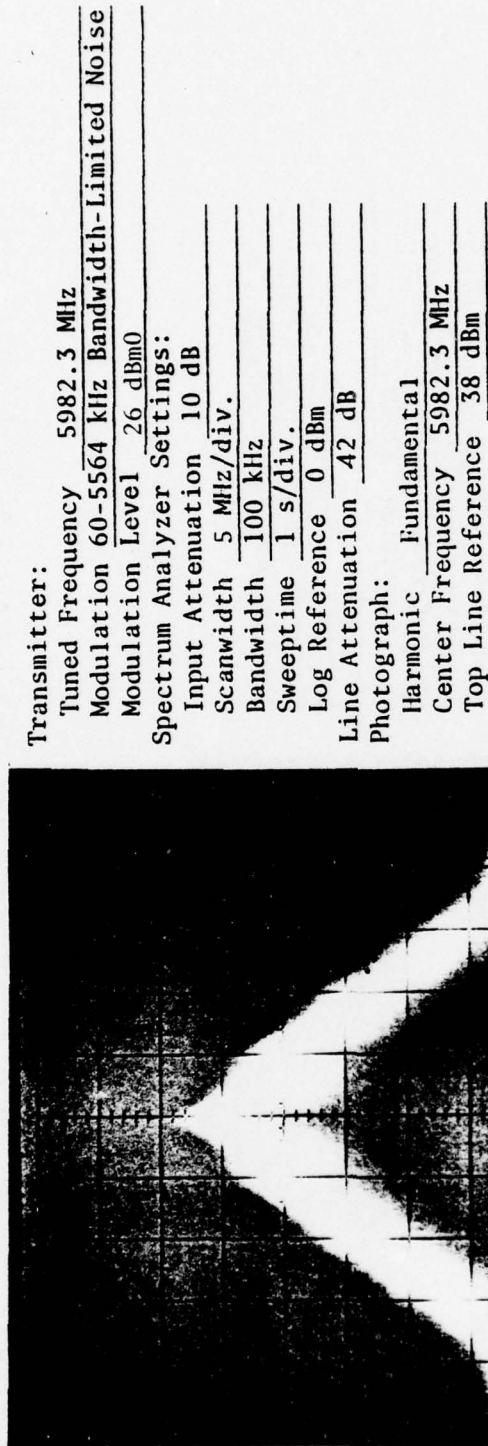 Transmitter:
Tuned Frequency 5982.3 MHz
Modulation 60-5564 kHz Bandwidth-Limited Noise
Modulation Level 26 dBm0
Spectrum Analyzer Settings:
Input Attenuation 10 dB
Scanwidth 5 MHz/div.
Bandwidth 100 kHz
Sweeptime 1 s/div.
Log Reference 0 dBm
Line Attenuation 42 dB
Photograph:
Harmonic Fundamental
Center Frequency 5982.3 MHz
Top Line Reference 38 dBm